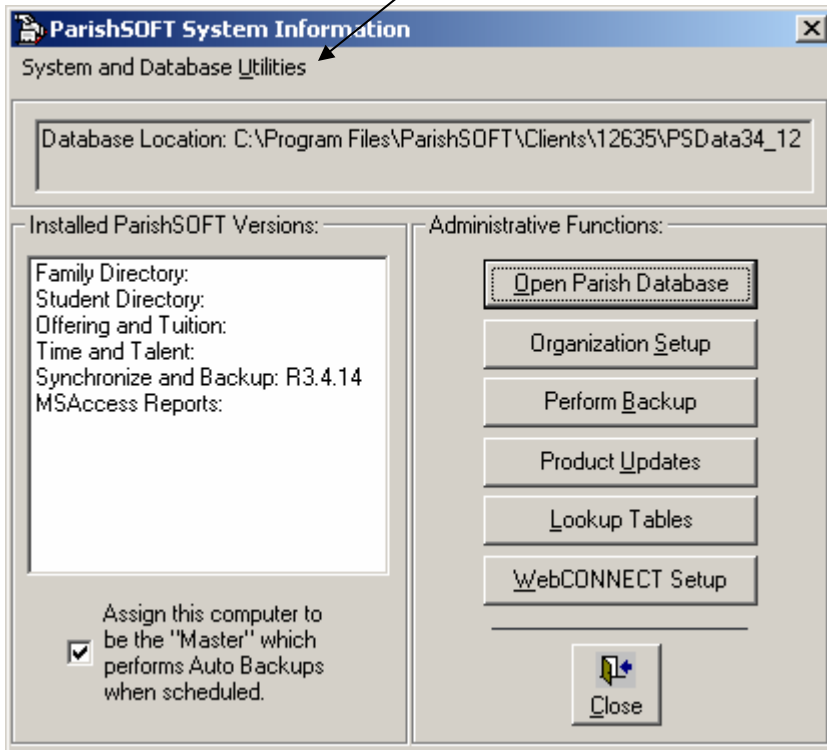 ParishSOFT System Information
System and Database Utilities
Database Location: C:\Program Files\ParishSOFT\Clients\12635\PSData34_12
Installed ParishSOFT Versions:
Family Directory:
Student Directory:
Offering and Tuition:
Time and Talent:
Synchronize and Backup: R3.4.14
MSAccess Reports:
Assign this computer to
be the "Master" which
performs Auto Backups
when scheduled.
Administrative Functions:
Open Parish Database
Organization Setup
Perform Backup
Product Updates
Lookup Tables
WebCONNECT Setup
Close